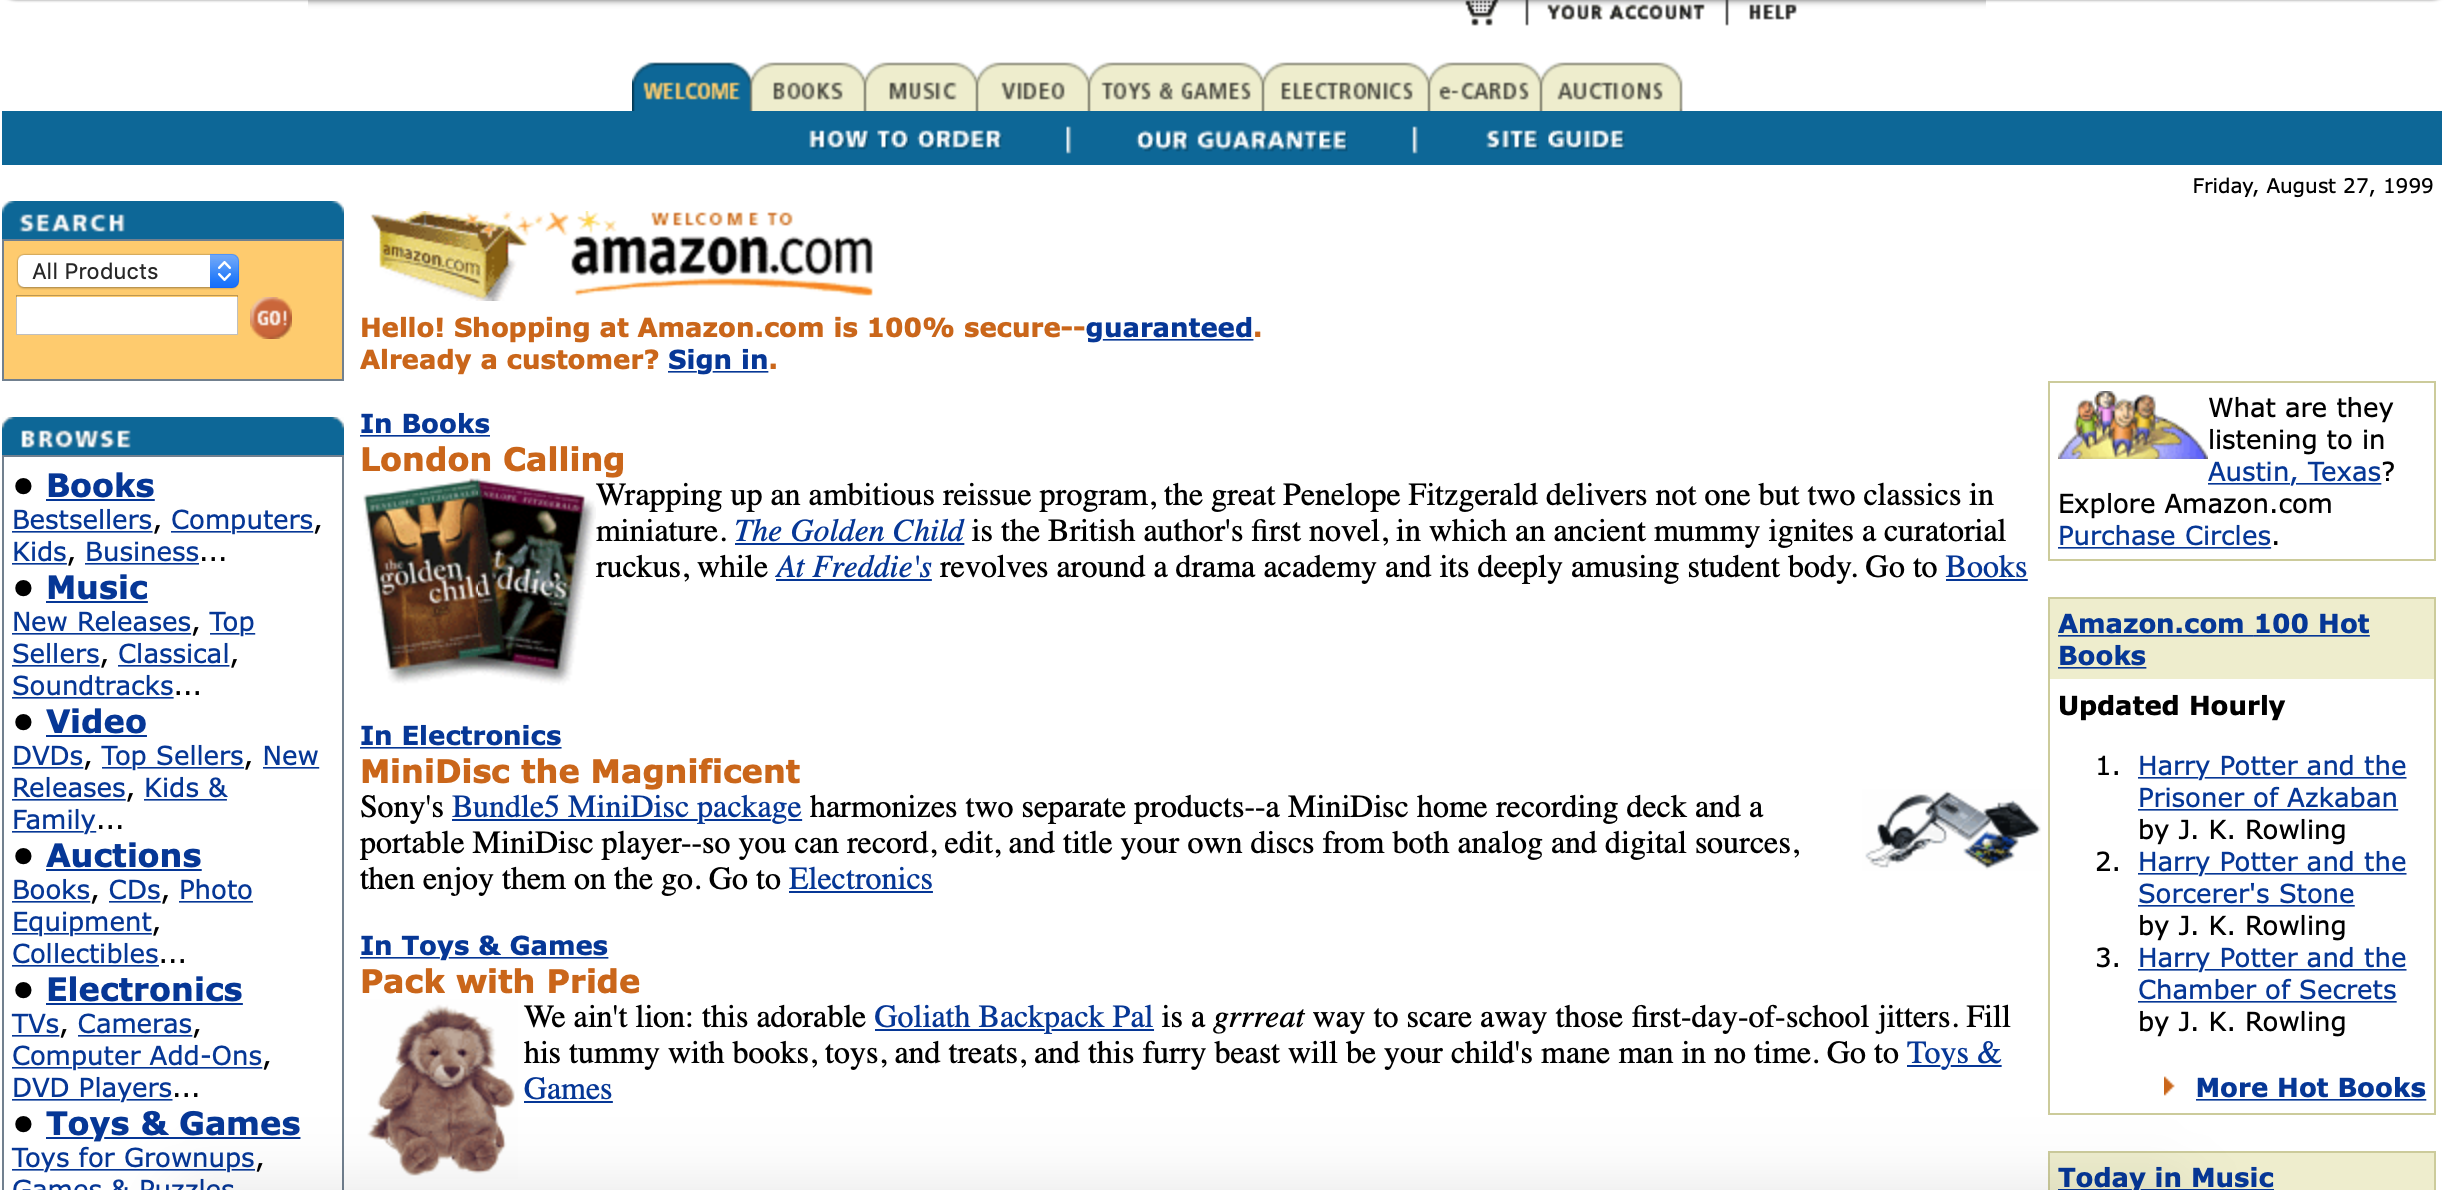 YOUR ACCOUNT | HELP
WELCOME BOOKS MUSIC VIDEO TOYS & GAMES ELECTRONICS e-CARDS AUCTIONS
HOW TO ORDER | OUR GUARANTEE | SITE GUIDE
Friday, August 27, 1999
SEARCH
All Products
GO!
BROWSE
• Books
Bestsellers, Computers,
Kids, Business...
• Music
New Releases, Top
Sellers, Classical,
Soundtracks...
• Video
DVDs, Top Sellers, New
Releases, Kids &
Family...
• Auctions
Books, CDs, Photo
Equipment,
Collectibles...
• Electronics
TVs, Cameras,
Computer Add-Ons,
DVD Players...
• Toys & Games
Toys for Grownups,
Games & Puzzles
amazon.com
WELCOME TO
amazon.com
Hello! Shopping at Amazon.com is 100% secure--guaranteed.
Already a customer? Sign in.
In Books
London Calling
PENELOPE FITZGERALD
the
golden
child
Wrapping up an ambitious reissue program, the great Penelope Fitzgerald delivers not one but two classics in
miniature. The Golden Child is the British author's first novel, in which an ancient mummy ignites a curatorial
ruckus, while At Freddie's revolves around a drama academy and its deeply amusing student body. Go to Books
In Electronics
MiniDisc the Magnificent
Sony's Bundle5 MiniDisc package harmonizes two separate products--a MiniDisc home recording deck and a
portable MiniDisc player--so you can record, edit, and title your own discs from both analog and digital sources,
then enjoy them on the go. Go to Electronics
In Toys & Games
Pack with Pride
We ain't lion: this adorable Goliath Backpack Pal is a grrreat way to scare away those first-day-of-school jitters. Fill
his tummy with books, toys, and treats, and this furry beast will be your child's mane man in no time. Go to Toys &
Games
What are they
listening to in
Austin, Texas?
Explore Amazon.com
Purchase Circles.
Amazon.com 100 Hot
Books
Updated Hourly
1. Harry Potter and the
Prisoner of Azkaban
by J. K. Rowling
2. Harry Potter and the
Sorcerer's Stone
by J. K. Rowling
3. Harry Potter and the
Chamber of Secrets
by J. K. Rowling
More Hot Books
Today in Music